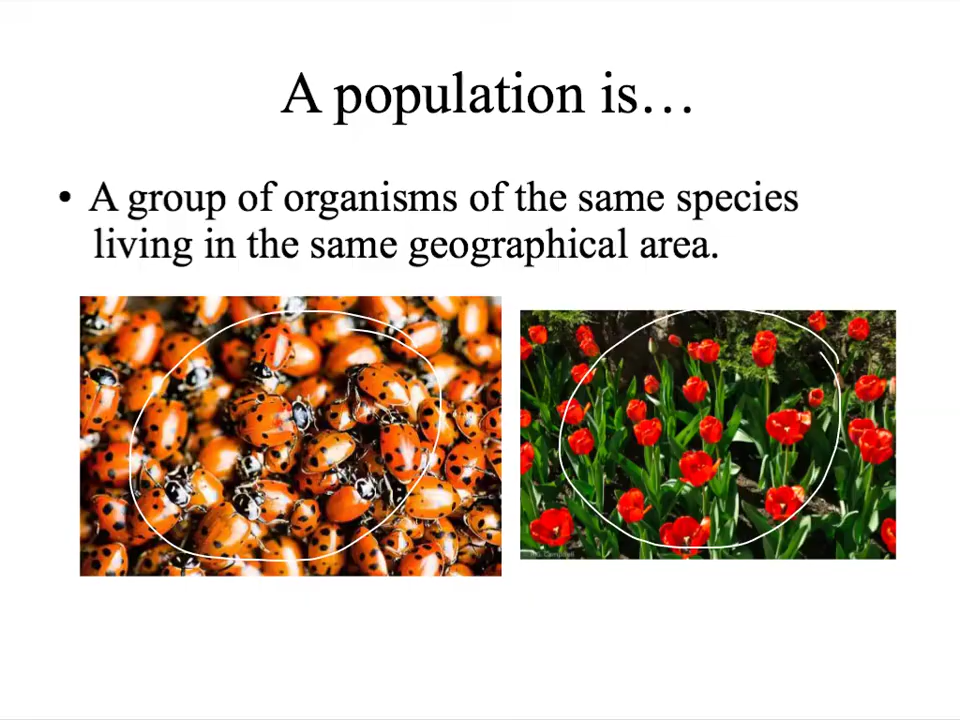 A population is…
• A group of organisms of the same species
living in the same geographical area.